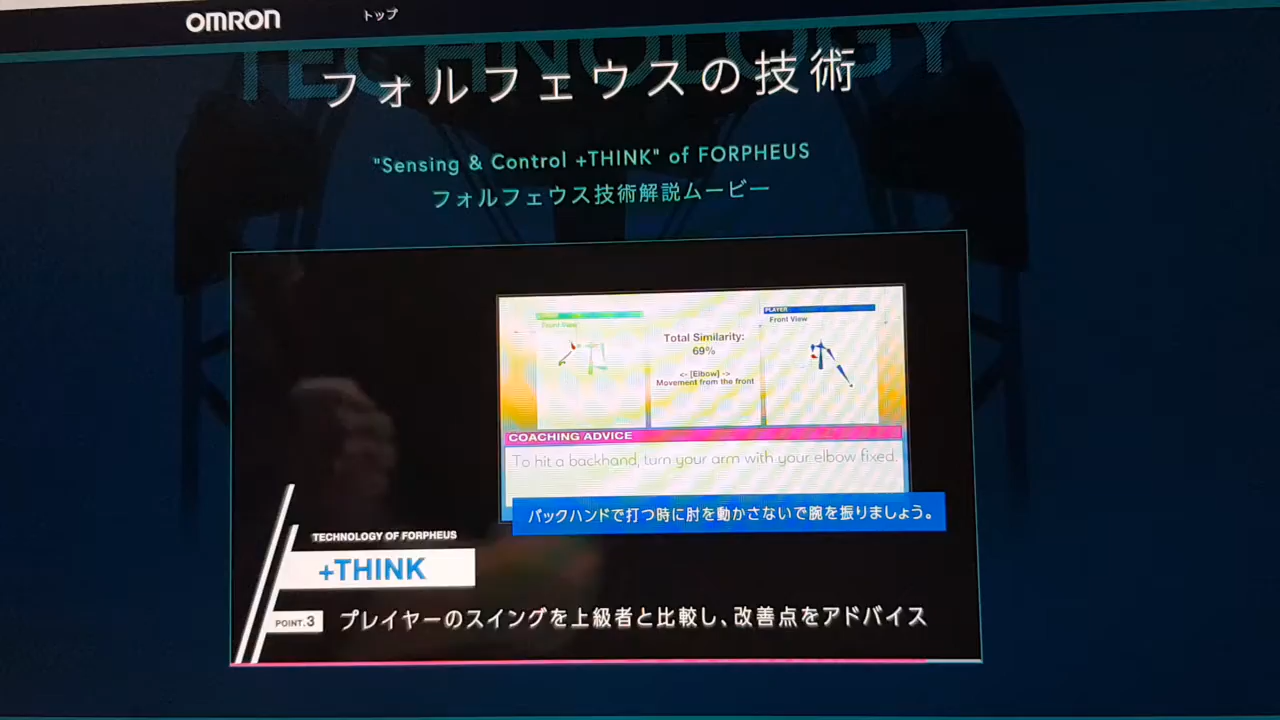 OMRON
トップ
TECHNOLOGY
フォルフェウスの技術
"Sensing & Control +THINK" of FORPHEUS
フォルフェウス技術解説ムービー
Front View
Total Similarity:
69%
<- [Elbow] ->
Movement from the front
PLAYER
Front View
COACHING ADVICE
To hit a backhand, turn your arm with your elbow fixed.
バックハンドで打つ時に肘を動かさないで腕を振りましょう。
TECHNOLOGY OF FORPHEUS
+THINK
POINT.3
プレイヤーのスイングを上級者と比較し、改善点をアドバイス